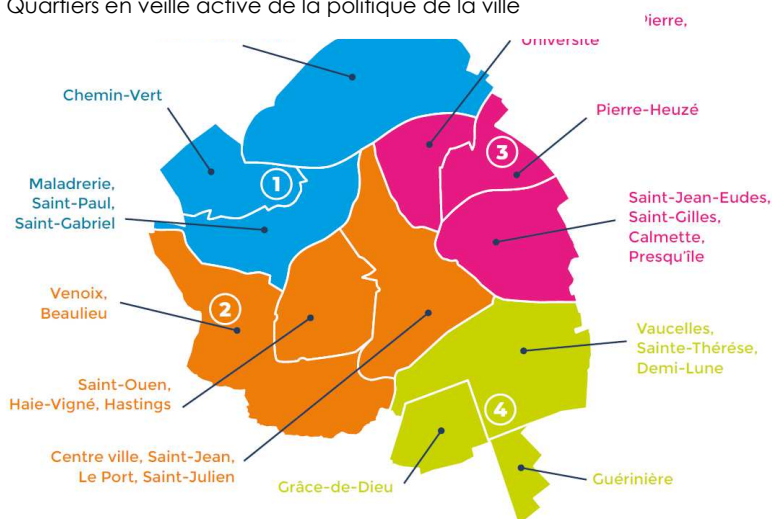 Quartiers en veille active de la politique de la ville
Pierre,
Université
Chemin-Vert
Pierre-Heuzé
3
1
Maladrerie,
Saint-Paul,
Saint-Gabriel
Saint-Jean-Eudes,
Saint-Gilles,
Calmette,
Presqu'île
Venoix,
Beaulieu
2
Vaucelles,
Sainte-Thérése,
Demi-Lune
Saint-Ouen,
Haie-Vigné, Hastings
4
Centre ville, Saint-Jean,
Le Port, Saint-Julien
Grâce-de-Dieu
Guérinière